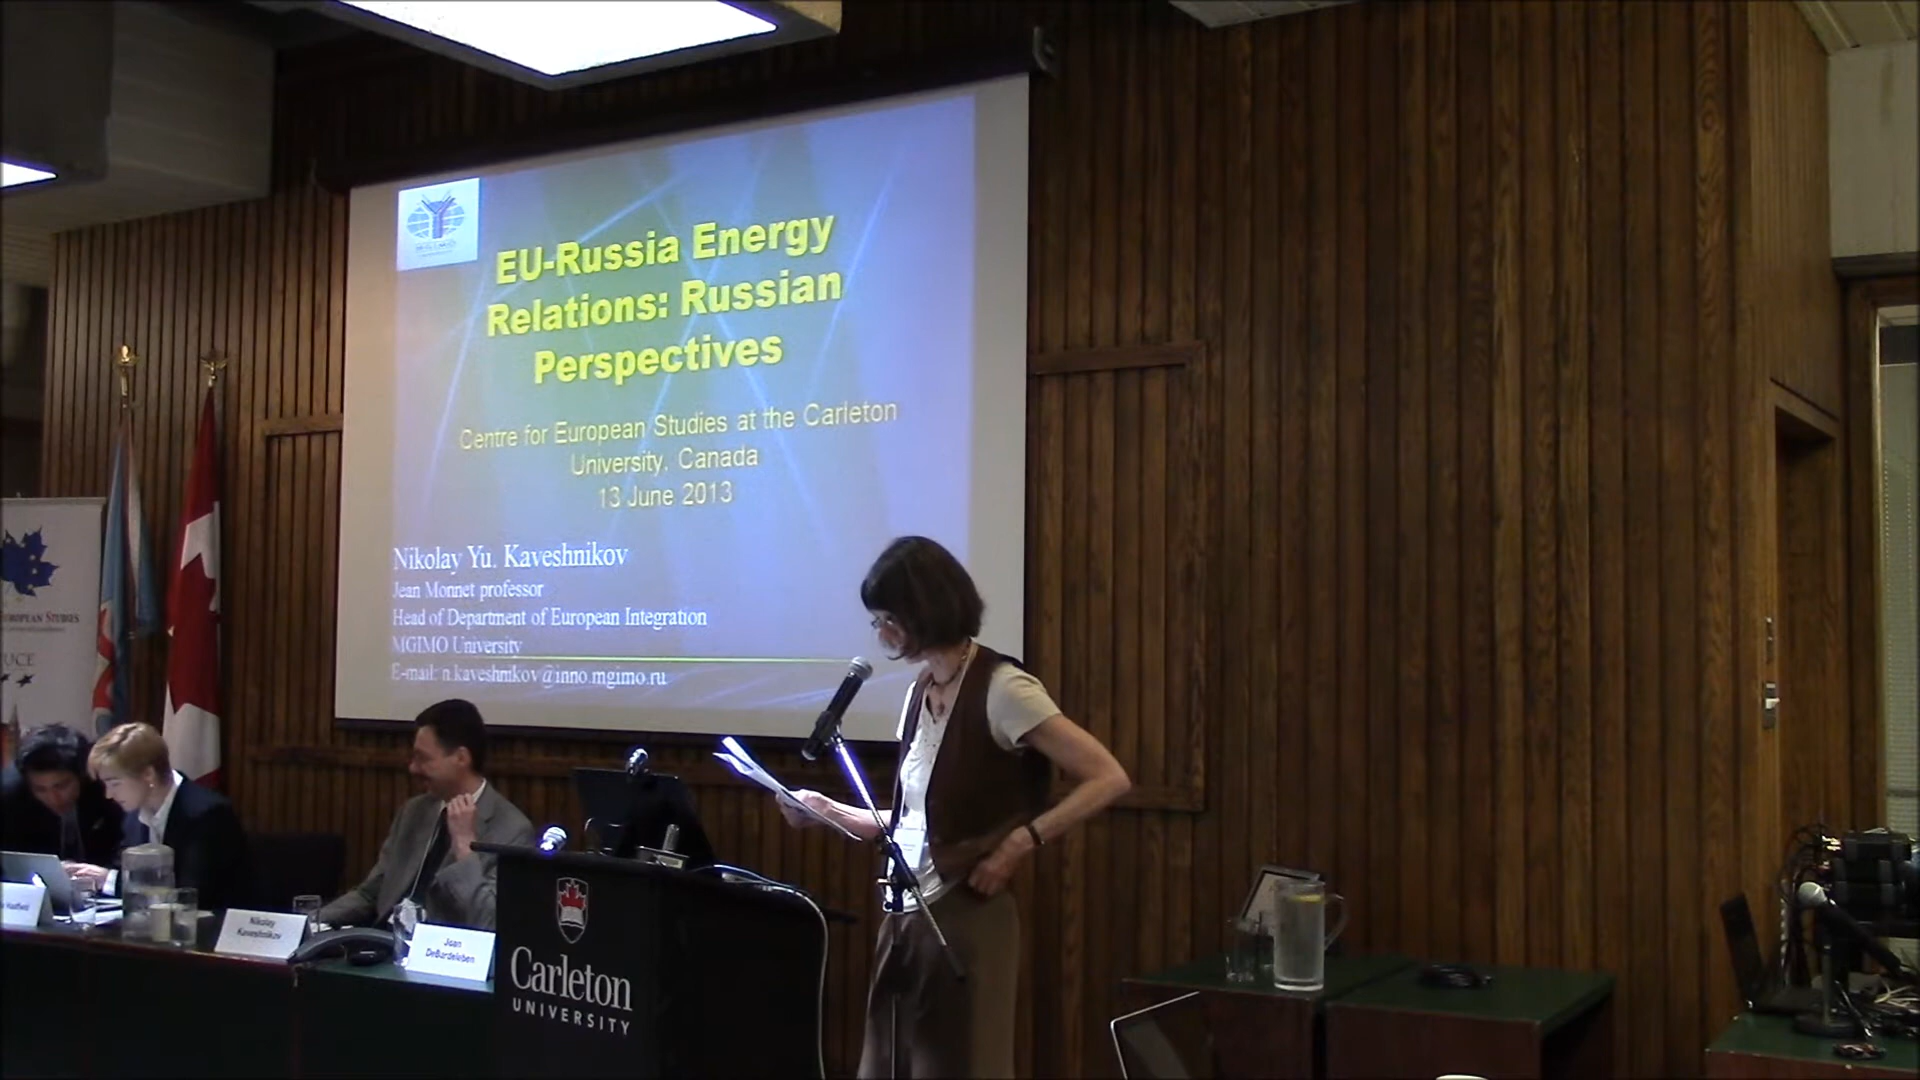 EU-Russia Energy
Relations: Russian
Perspectives
Centre for European Studies at the Carleton
University. Canada
13 June 2013
Nikolay Yu. Kaveshnikov
Jean Monnet professor
Head of Department of European Integration
MGIMO University
E-mail: n.kaveshnikov@inno.mgimo.ru
EUROPEAN STUDIES
Nikolay
Kaveshnikov
Joan
DeBardeleben
Carleton
UNIVERSITY